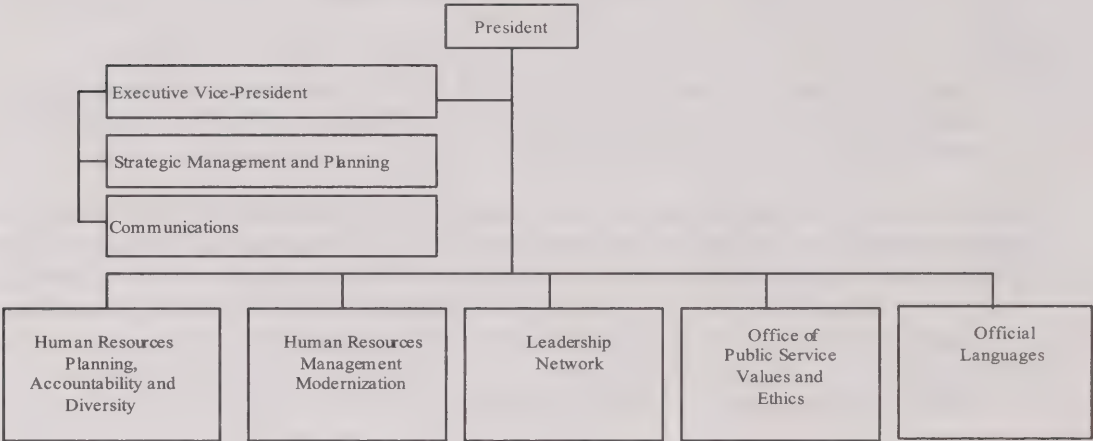 President
Executive Vice-President
Strategic Management and Planning
Communications
Human Resources
Planning,
Accountability and
Diversity
Human Resources
Management
Modernization
Leadership
Network
Office of
Public Service
Values and
Ethics
Official
Languages